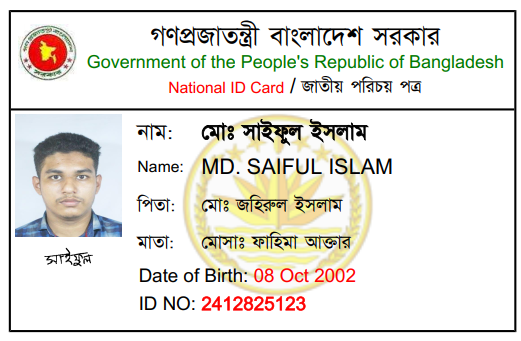 গণপ্রজাতন্ত্রী বাংলাদেশ সরকার
Government of the People's Republic of Bangladesh
National ID Card / জাতীয় পরিচয় পত্র
নাম: মোঃ সাইফুল ইসলাম
Name: MD. SAIFUL ISLAM
পিতা: মোঃ জহিরুল ইসলাম
মাতা: মোসাঃ ফাহিমা আক্তার
সাইফুল
Date of Birth: 08 Oct 2002
ID NO: 2412825123